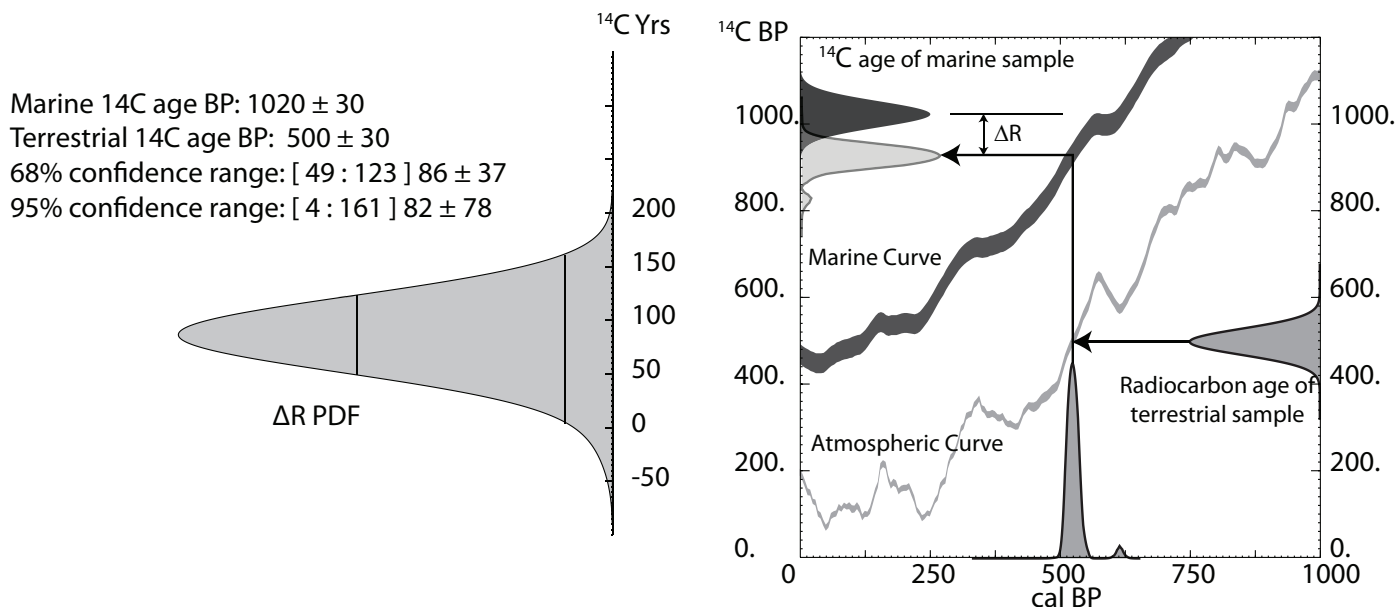 ¹⁴C Yrs
Marine 14C age BP: 1020 ± 30
Terrestrial 14C age BP: 500 ± 30
68% confidence range: [ 49 : 123 ] 86 ± 37
95% confidence range: [ 4 : 161 ] 82 ± 78
200
150
100
50
0
-50
ΔR PDF
¹⁴C BP
¹⁴C age of marine sample
ΔR
1000.
800.
600.
400.
200.
0.
Marine Curve
Atmospheric Curve
Radiocarbon age of
terrestrial sample
1000.
800.
600.
400.
200.
0.
0
250
500
750
1000
cal BP